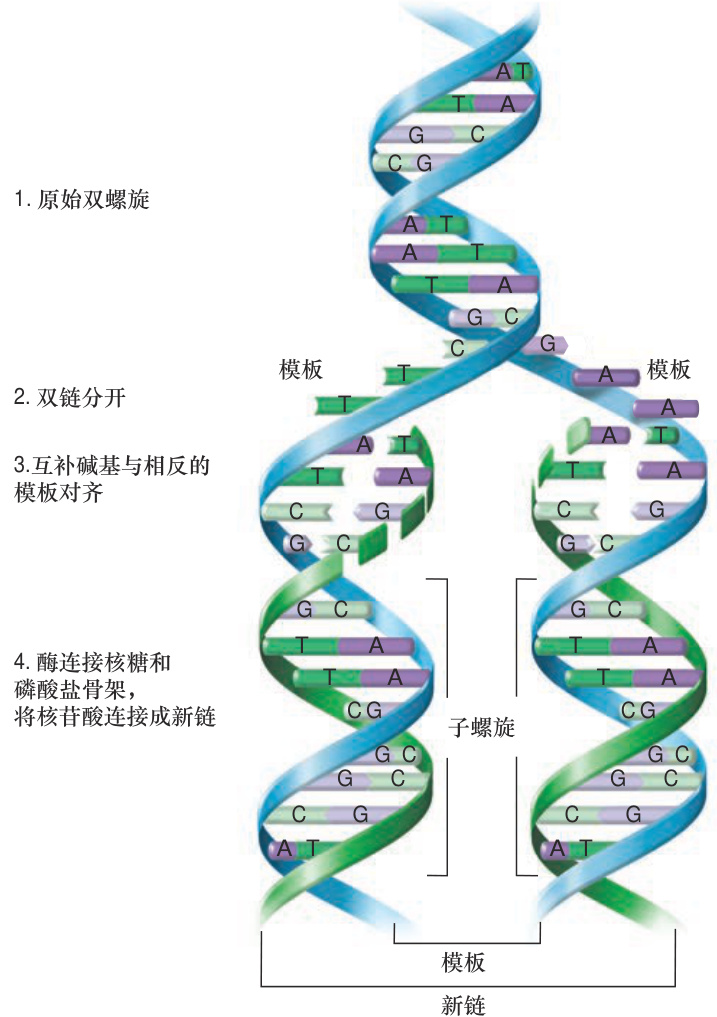 A T
T A
G C
C G
1. 原始双螺旋
A T
A T
T A
G C
C G
模板 T A 模板
2. 双链分开
T A
A T A T
3.互补碱基与相反的
模板对齐
T A T A
C G C G
G C G C
G C G C
T A T A
4. 酶连接核糖和
磷酸盐骨架，
将核苷酸连接成新链
T A T A
C G C G
子螺旋
G C G C
G C G C
C G C G
A T A T
模板
新链